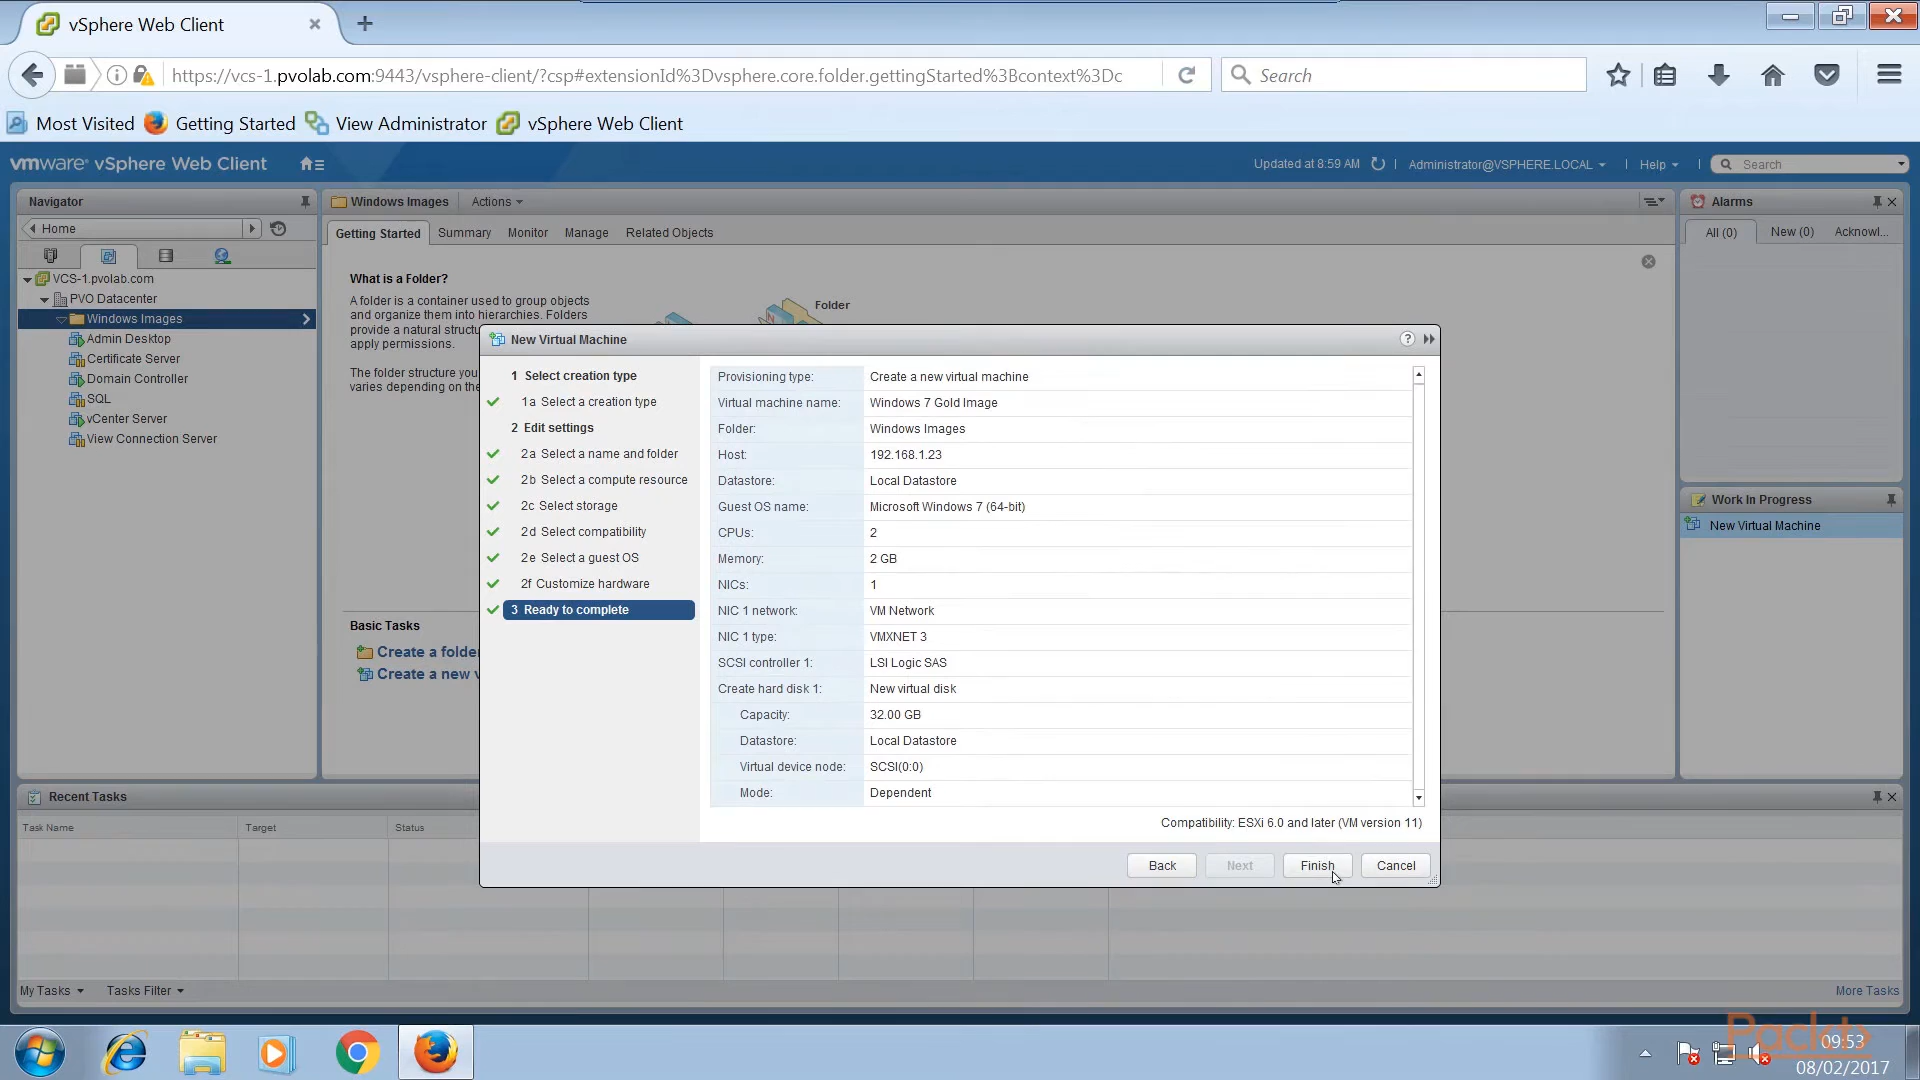 vSphere Web Client
https://vcs-1.pvolab.com:9443/vsphere-client/?csp#extensionId%3Dvsphere.core.folder.gettingStarted%3Bcontext%3Dc
Search
Most Visited
Getting Started
View Administrator
vSphere Web Client
vmware® vSphere Web Client
Updated at 8:59 AM
Administrator@VSPHERE.LOCAL
Help
Search
Navigator
Home
VCS-1.pvolab.com
PVO Datacenter
Windows Images
Admin Desktop
Certificate Server
Domain Controller
SQL
vCenter Server
View Connection Server
Windows Images
Actions
Getting Started
Summary
Monitor
Manage
Related Objects
What is a Folder?
A folder is a container used to group objects
and organize them into hierarchies. Folders
provide a natural structu
apply permissions.
The folder structure you
varies depending on the
Folder
Basic Tasks
Create a folde
Create a new v
New Virtual Machine
1 Select creation type
1a Select a creation type
2 Edit settings
2a Select a name and folder
2b Select a compute resource
2c Select storage
2d Select compatibility
2e Select a guest OS
2f Customize hardware
3 Ready to complete
Provisioning type: Create a new virtual machine
Virtual machine name: Windows 7 Gold Image
Folder: Windows Images
Host: 192.168.1.23
Datastore: Local Datastore
Guest OS name: Microsoft Windows 7 (64-bit)
CPUs: 2
Memory: 2 GB
NICs: 1
NIC 1 network: VM Network
NIC 1 type: VMXNET 3
SCSI controller 1: LSI Logic SAS
Create hard disk 1: New virtual disk
Capacity: 32.00 GB
Datastore: Local Datastore
Virtual device node: SCSI(0:0)
Mode: Dependent
Compatibility: ESXi 6.0 and later (VM version 11)
Back
Next
Finish
Cancel
Alarms
All (0)
New (0)
Acknowl...
Work In Progress
New Virtual Machine
Recent Tasks
Task Name
Target
Status
My Tasks
Tasks Filter
More Tasks
Packt>
09:53
08/02/2017